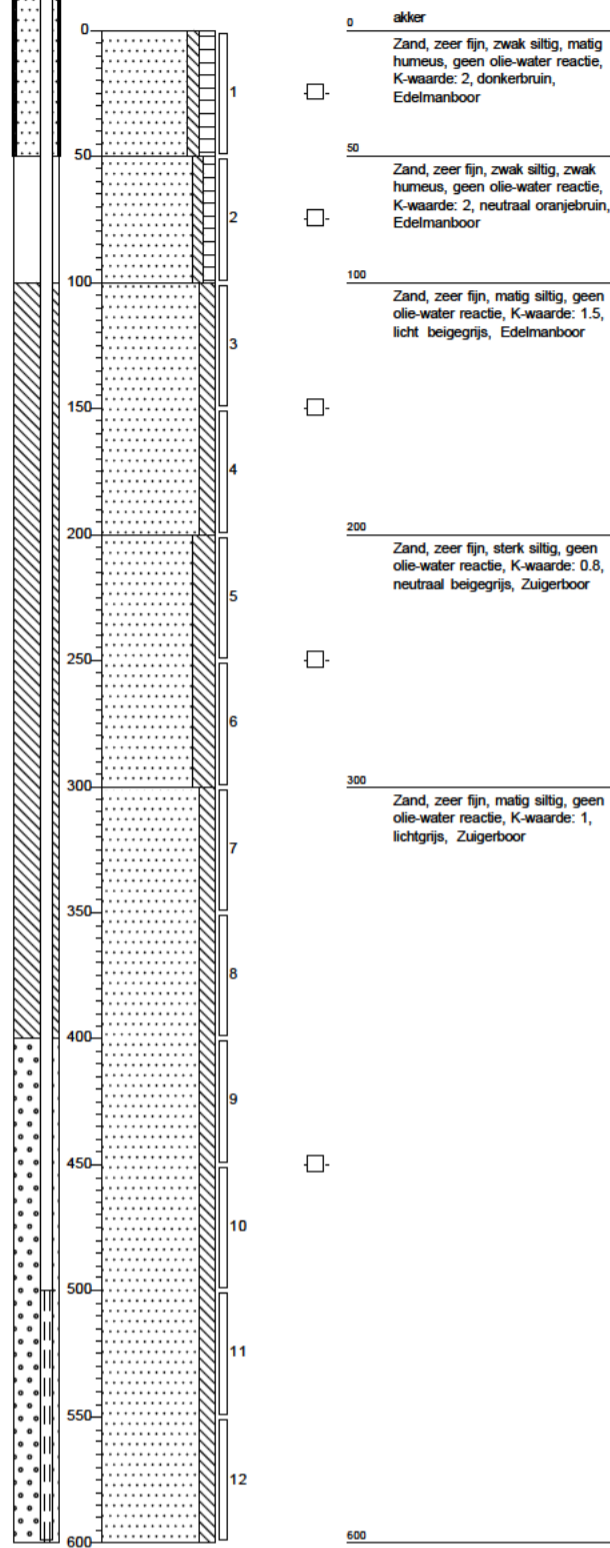 0
0
akker
Zand, zeer fijn, zwak siltig, matig
humeus, geen olie-water reactie,
K-waarde: 2, donkerbruin,
Edelmanboor
1
50
50
Zand, zeer fijn, zwak siltig, zwak
humeus, geen olie-water reactie,
K-waarde: 2, neutraal oranjebruin,
Edelmanboor
2
100
100
Zand, zeer fijn, matig siltig, geen
olie-water reactie, K-waarde: 1.5,
licht beigegrijs, Edelmanboor
3
150
4
200
200
Zand, zeer fijn, sterk siltig, geen
olie-water reactie, K-waarde: 0.8,
neutraal beigegrijs, Zuigerboor
5
250
6
300
300
Zand, zeer fijn, matig siltig, geen
olie-water reactie, K-waarde: 1,
lichtgrijs, Zuigerboor
7
350
8
400
9
450
10
500
11
550
12
600
600